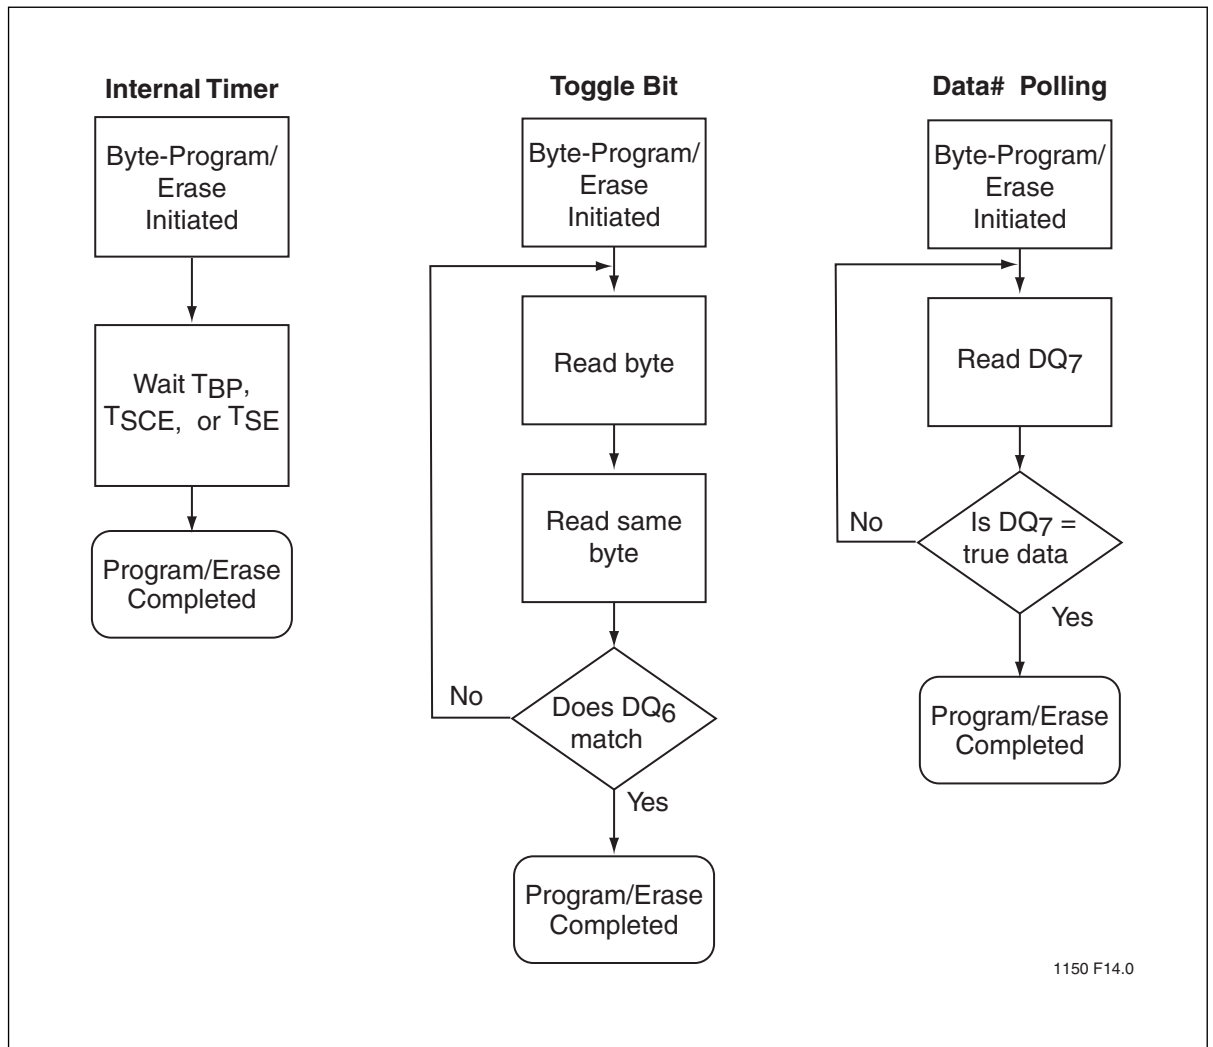 Internal Timer
Byte-Program/
Erase
Initiated
Wait TBP,
TSCE, or TSE
Program/Erase
Completed
Toggle Bit
Byte-Program/
Erase
Initiated
Read byte
Read same
byte
Does DQ6
match
No
Yes
Program/Erase
Completed
Data# Polling
Byte-Program/
Erase
Initiated
Read DQ7
Is DQ7 =
true data
No
Yes
Program/Erase
Completed
1150 F14.0